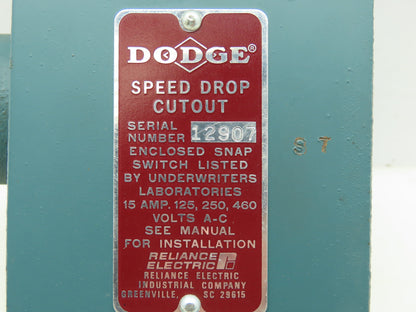 DODGE®
SPEED DROP
CUTOUT
SERIAL
NUMBER 12907
ENCLOSED SNAP
SWITCH LISTED
BY UNDERWRITERS
LABORATORIES
15 AMP. 125, 250, 460
VOLTS A-C
SEE MANUAL
FOR INSTALLATION
RELIANCE
ELECTRIC
RELIANCE ELECTRIC
INDUSTRIAL COMPANY
GREENVILLE, SC 29615
ST